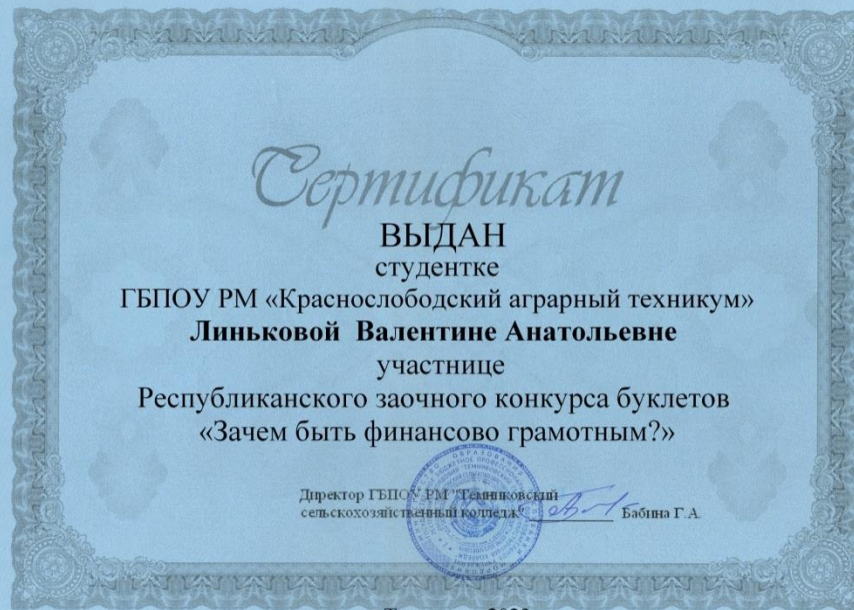 Сертификат
ВЫДАН
студентке
ГБПОУ РМ «Краснослободский аграрный техникум»
Линьковой Валентине Анатольевне
участнице
Республиканского заочного конкурса буклетов
«Зачем быть финансово грамотным?»
Директор ГБПОУ РМ "Темниковский
сельскохозяйственный колледж" Бабина Г.А.